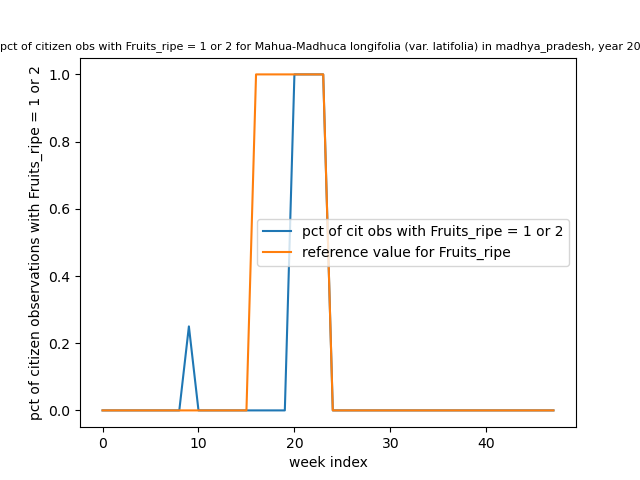 pct of citizen obs with Fruits_ripe = 1 or 2 for Mahua-Madhuca longifolia (var. latifolia) in madhya_pradesh, year 20
pct of citizen observations with Fruits_ripe = 1 or 2
1.0
0.8
0.6
0.4
0.2
0.0
pct of cit obs with Fruits_ripe = 1 or 2
reference value for Fruits_ripe
0 10 20 30 40
week index